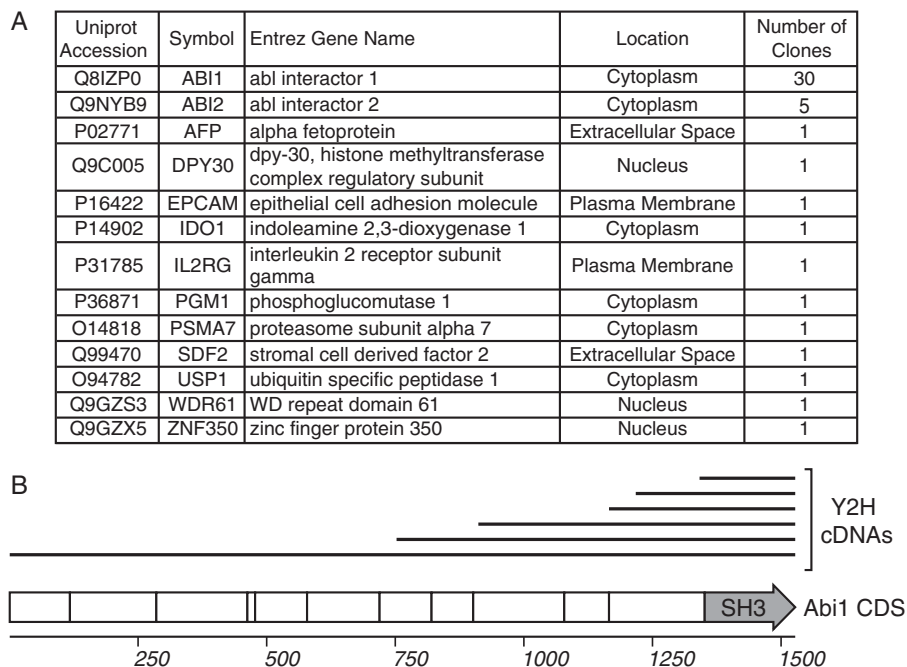 A
Uniprot Accession Symbol Entrez Gene Name Location Number of Clones
Q8IZP0 ABI1 abl interactor 1 Cytoplasm 30
Q9NYB9 ABI2 abl interactor 2 Cytoplasm 5
P02771 AFP alpha fetoprotein Extracellular Space 1
Q9C005 DPY30 dpy-30, histone methyltransferase complex regulatory subunit Nucleus 1
P16422 EPCAM epithelial cell adhesion molecule Plasma Membrane 1
P14902 IDO1 indoleamine 2,3-dioxygenase 1 Cytoplasm 1
P31785 IL2RG interleukin 2 receptor subunit gamma Plasma Membrane 1
P36871 PGM1 phosphoglucomutase 1 Cytoplasm 1
O14818 PSMA7 proteasome subunit alpha 7 Cytoplasm 1
Q99470 SDF2 stromal cell derived factor 2 Extracellular Space 1
O94782 USP1 ubiquitin specific peptidase 1 Cytoplasm 1
Q9GZS3 WDR61 WD repeat domain 61 Nucleus 1
Q9GZX5 ZNF350 zinc finger protein 350 Nucleus 1
B
Y2H
cDNAs
SH3 Abi1 CDS
250 500 750 1000 1250 1500